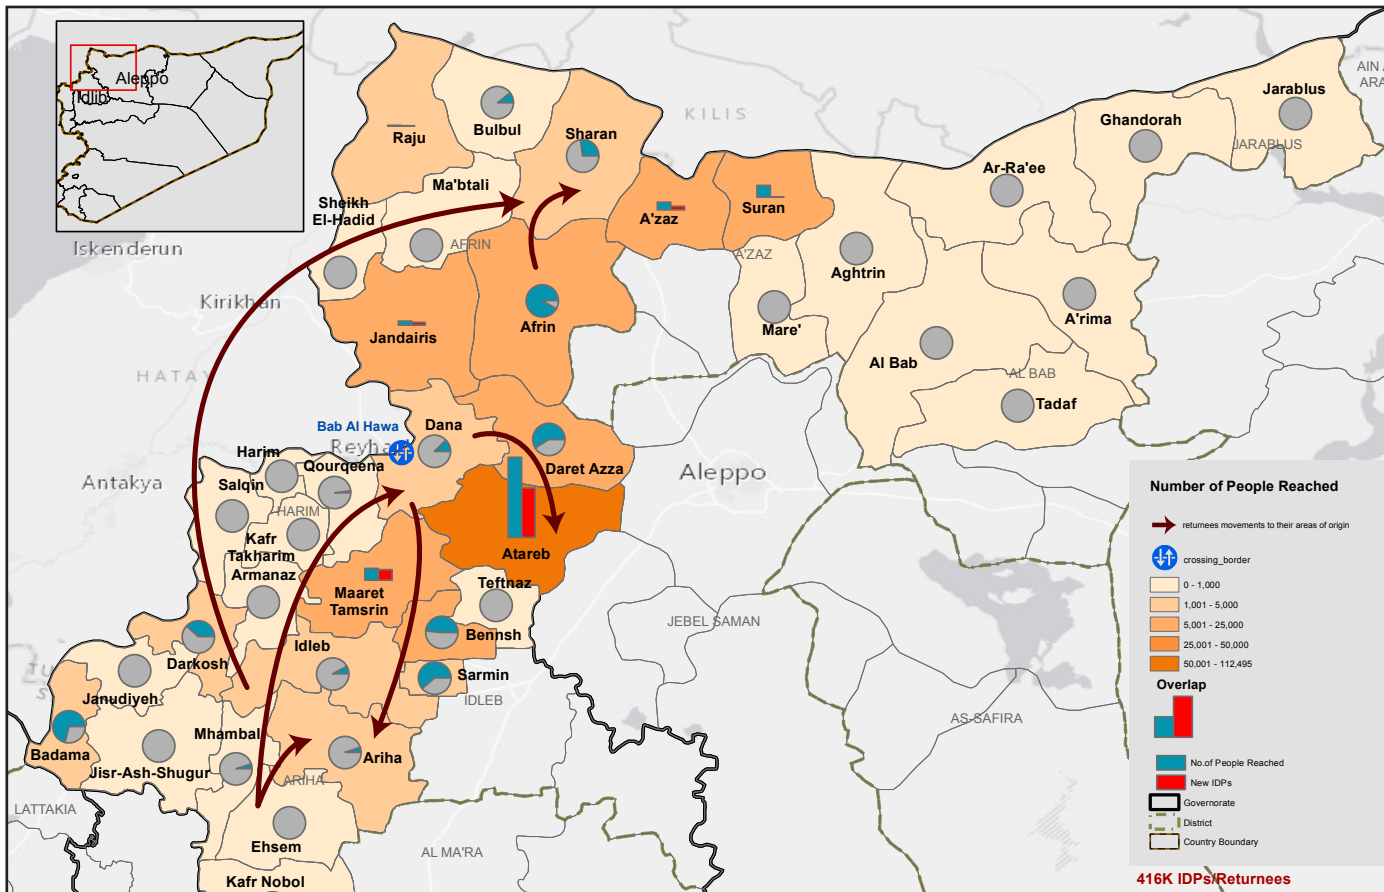 Aleppo
Idlib
KILIS
AIN A
ARA
Jarablus
Ghandorah
JARABLUS
Bulbul
Sharan
Raju
Ar-Ra'ee
Ma'btali
Sheikh
El-Hadid
A'zaz
Suran
AFRIN
A'ZAZ
Iskenderun
Aghtrin
Kirikhan
Afrin
Mare'
A'rima
Jandairis
Al Bab
HATAY
AL BAB
Tadaf
Bab Al Hawa
Dana
Reyha
Harim
Qourqeena
Daret Azza
Aleppo
Antakya
Salqin
HARIM
Kafr
Takharim
Atareb
Armanaz
Teftnaz
Maaret
Tamsrin
JEBEL SAMAN
Bennsh
Idleb
Darkosh
Sarmin
Janudiyeh
IDLEB
AS-SAFIRA
Mhambal
Badama
Ariha
Jisr-Ash-Shugur
ARIHA
LATTAKIA
Ehsem
AL MA'RA
Kafr Nobol
Number of People Reached
returnees movements to their areas of origin
crossing_border
0 - 1,000
1,001 - 5,000
5,001 - 25,000
25,001 - 50,000
50,001 - 112,495
Overlap
No.of People Reached
New IDPs
Governorate
District
Country Boundary
416K IDPs/Returnees